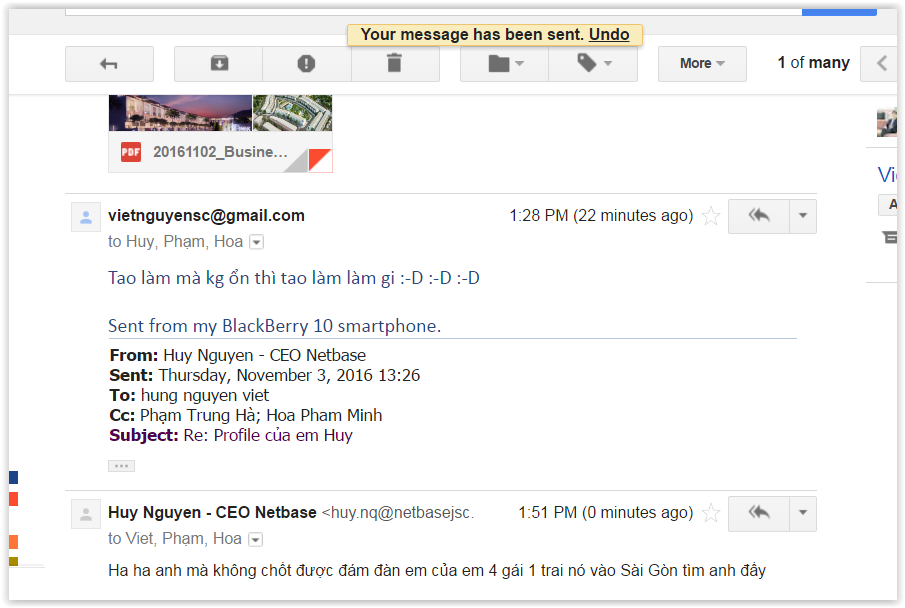 Your message has been sent. Undo
More
1 of many
PDF 20161102_Busine...
vietnguyensc@gmail.com 1:28 PM (22 minutes ago)
to Huy, Phạm, Hoa
Tao làm mà kg ổn thì tao làm làm gi :-D :-D :-D
Sent from my BlackBerry 10 smartphone.
From: Huy Nguyen - CEO Netbase
Sent: Thursday, November 3, 2016 13:26
To: hung nguyen viet
Cc: Phạm Trung Hà; Hoa Pham Minh
Subject: Re: Profile của em Huy
Huy Nguyen - CEO Netbase <huy.nq@netbasejsc. 1:51 PM (0 minutes ago)
to Viet, Phạm, Hoa
Ha ha anh mà không chốt được đám đàn em của em 4 gái 1 trai nó vào Sài Gòn tìm anh đấy